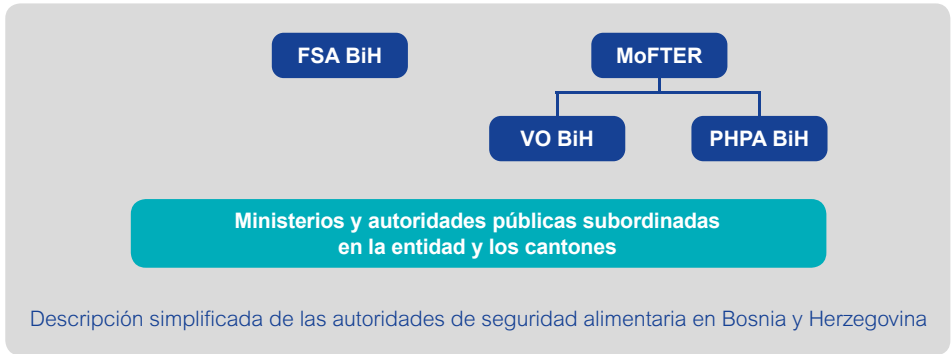 FSA BiH
MoFTER
VO BiH
PHPA BiH
Ministerios y autoridades públicas subordinadas
en la entidad y los cantones
Descripción simplificada de las autoridades de seguridad alimentaria en Bosnia y Herzegovina